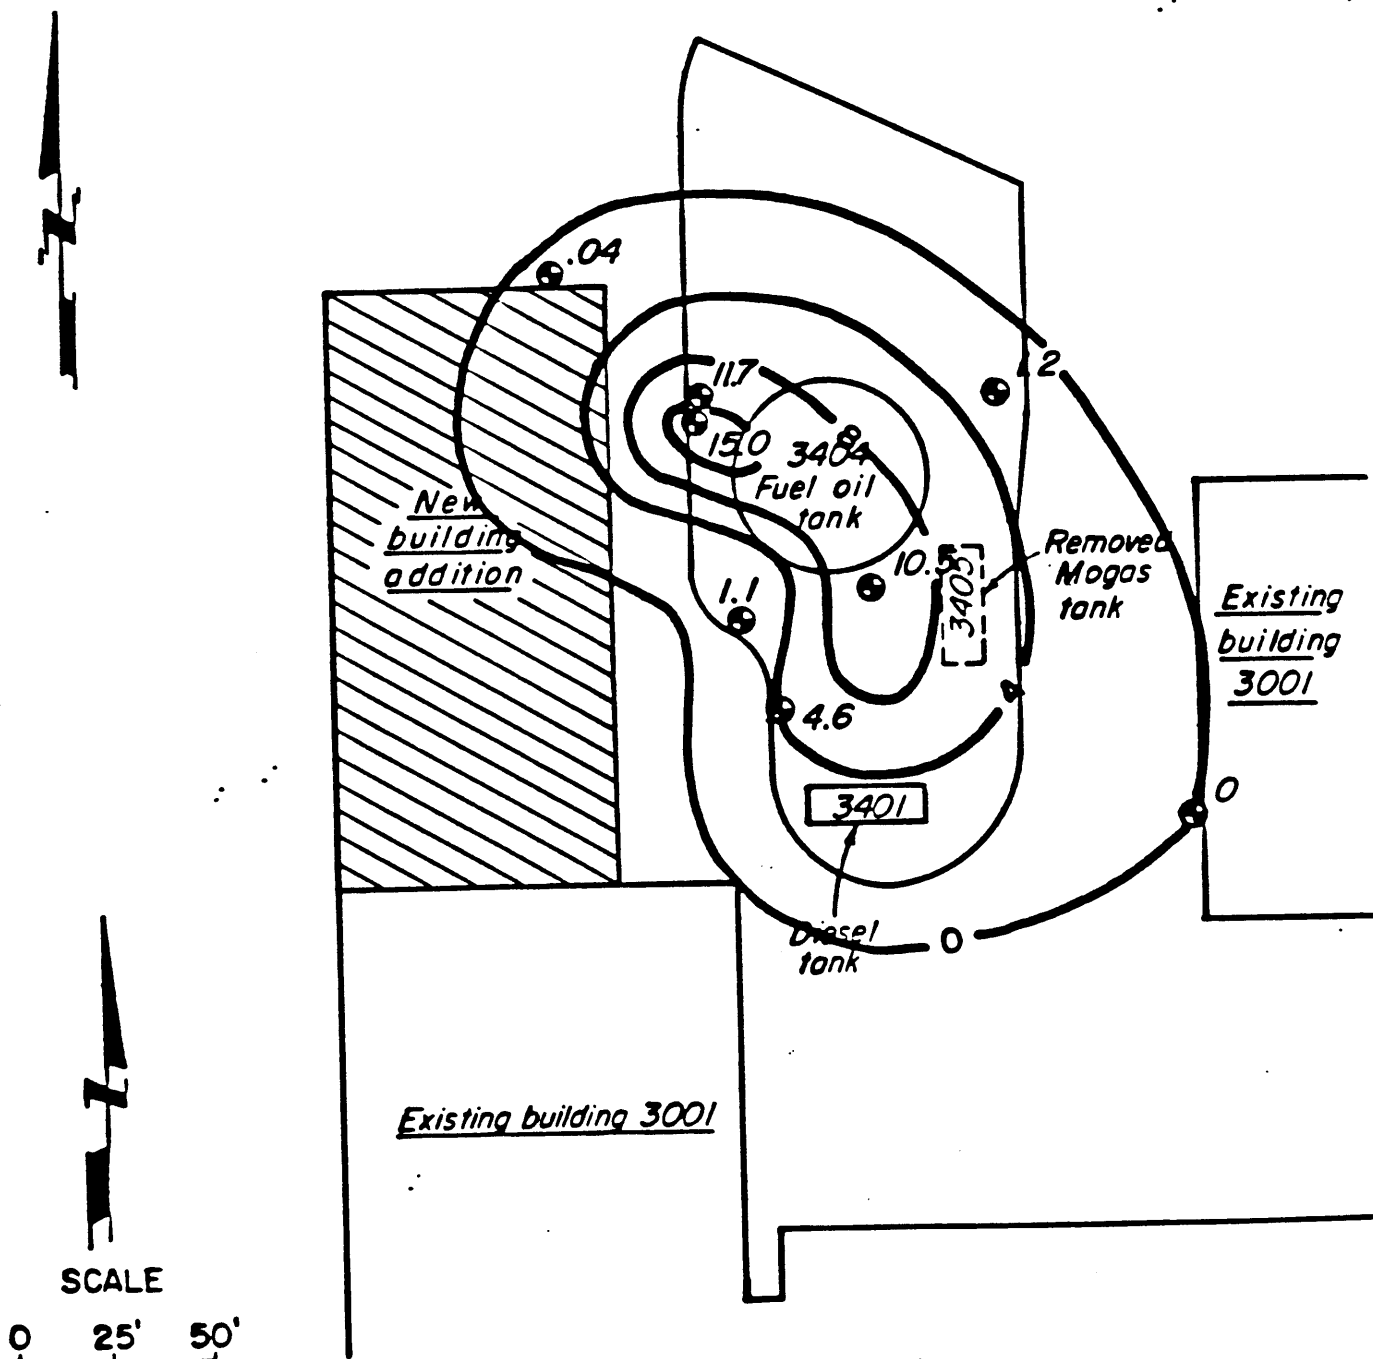 .04
11.7
1.2
15.0
8
3404
Fuel oil
tank
New
building
addition
10.5
3405
Removed
Mogas
tank
1.1
Existing
building
3001
4
4.6
3401
0
Diesel
tank
0
Existing building 3001
SCALE
0 25' 50'